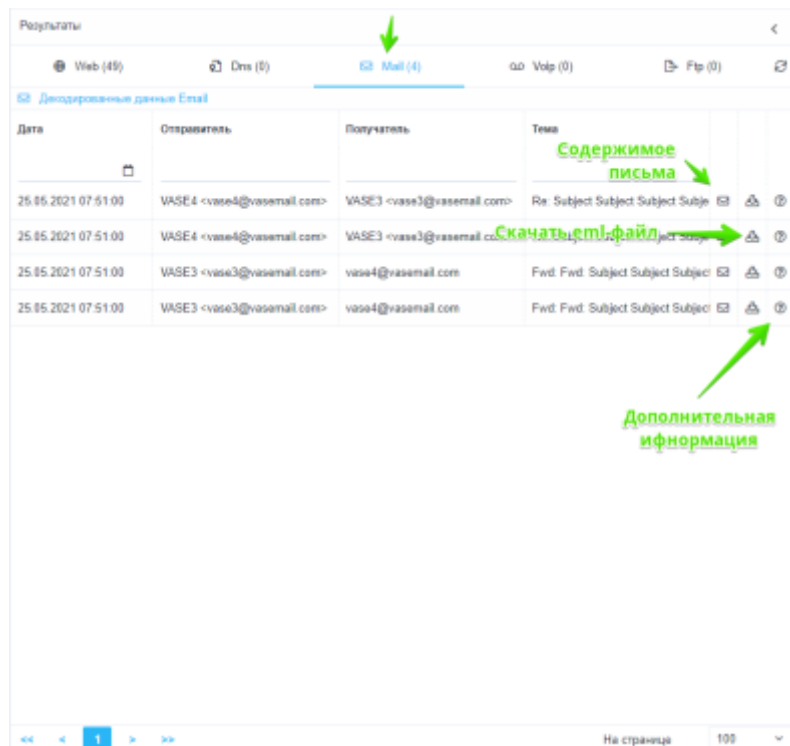 Результаты
Web (49) Dns (0) Mail (4) Voip (0) Ftp (0)
Декодированные данные Email
Дата Отправитель Получатель Тема
Содержимое
письма
25.05.2021 07:51:00 VASE4 <vase4@vasemail.com> VASE3 <vase3@vasemail.com> Re: Subject Subject Subject Subje
25.05.2021 07:51:00 VASE4 <vase4@vasemail.com> VASE3 <vase3@vasemail.co
Скачать eml-файл
25.05.2021 07:51:00 VASE3 <vase3@vasemail.com> vase4@vasemail.com Fwd: Fwd: Subject Subject Subject
25.05.2021 07:51:00 VASE3 <vase3@vasemail.com> vase4@vasemail.com Fwd: Fwd: Subject Subject Subject
Дополнительная
ифнормация
<< < 1 > >> На странице 100